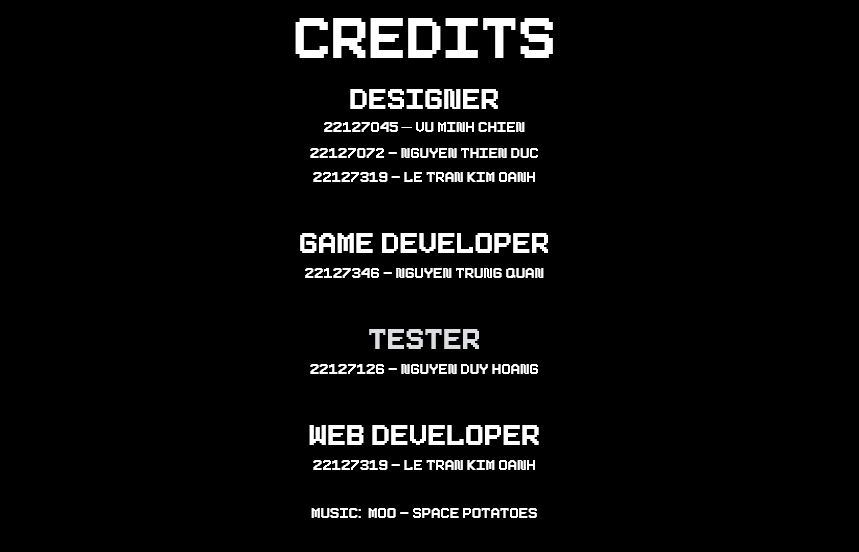 CREDITS
DESIGNER
22127045 – VU MINH CHIEN
22127072 – NGUYEN THIEN DUC
22127319 – LE TRAN KIM OANH
GAME DEVELOPER
22127346 – NGUYEN TRUNG QUAN
TESTER
22127126 – NGUYEN DUY HOANG
WEB DEVELOPER
22127319 – LE TRAN KIM OANH
MUSIC: MOO – SPACE POTATOES